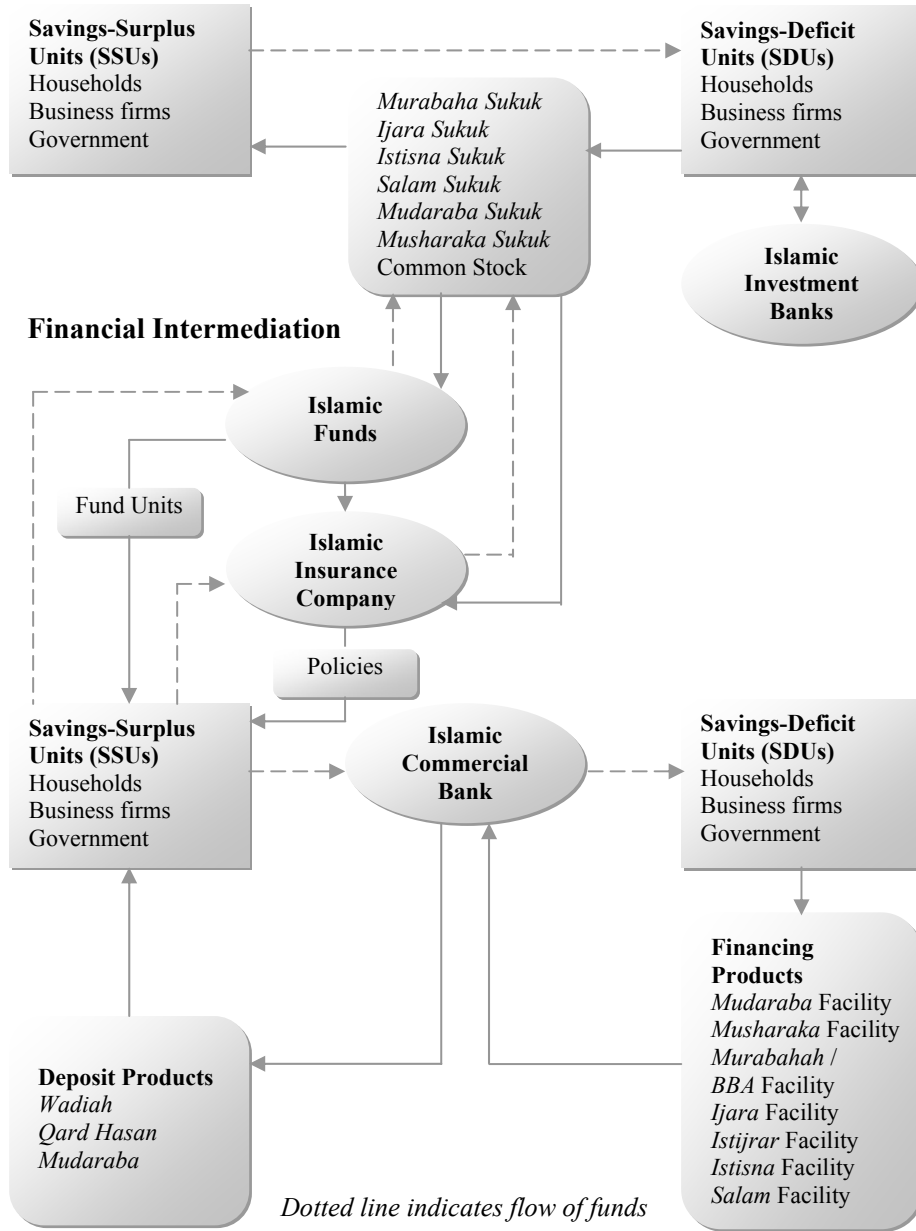 Savings-Surplus
Units (SSUs)
Households
Business firms
Government
Savings-Deficit
Units (SDUs)
Households
Business firms
Government
Murabaha Sukuk
Ijara Sukuk
Istisna Sukuk
Salam Sukuk
Mudaraba Sukuk
Musharaka Sukuk
Common Stock
Islamic
Investment
Banks
Financial Intermediation
Islamic
Funds
Fund Units
Islamic
Insurance
Company
Policies
Savings-Surplus
Units (SSUs)
Households
Business firms
Government
Islamic
Commercial
Bank
Savings-Deficit
Units (SDUs)
Households
Business firms
Government
Deposit Products
Wadiah
Qard Hasan
Mudaraba
Financing
Products
Mudaraba Facility
Musharaka Facility
Murabahah /
BBA Facility
Ijara Facility
Istijrar Facility
Istisna Facility
Salam Facility
Dotted line indicates flow of funds